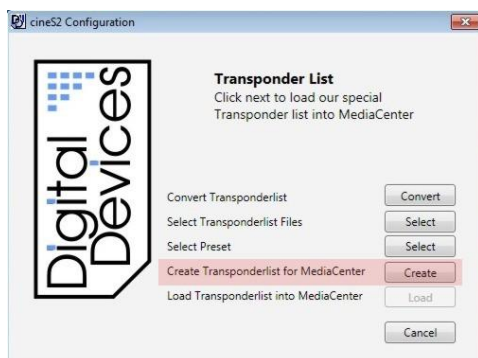 cineS2 Configuration
Digital
Devices
Transponder List
Click next to load our special
Transponder list into MediaCenter
Convert Transponderlist Convert
Select Transponderlist Files Select
Select Preset Select
Create Transponderlist for MediaCenter Create
Load Transponderlist into MediaCenter Load
Cancel